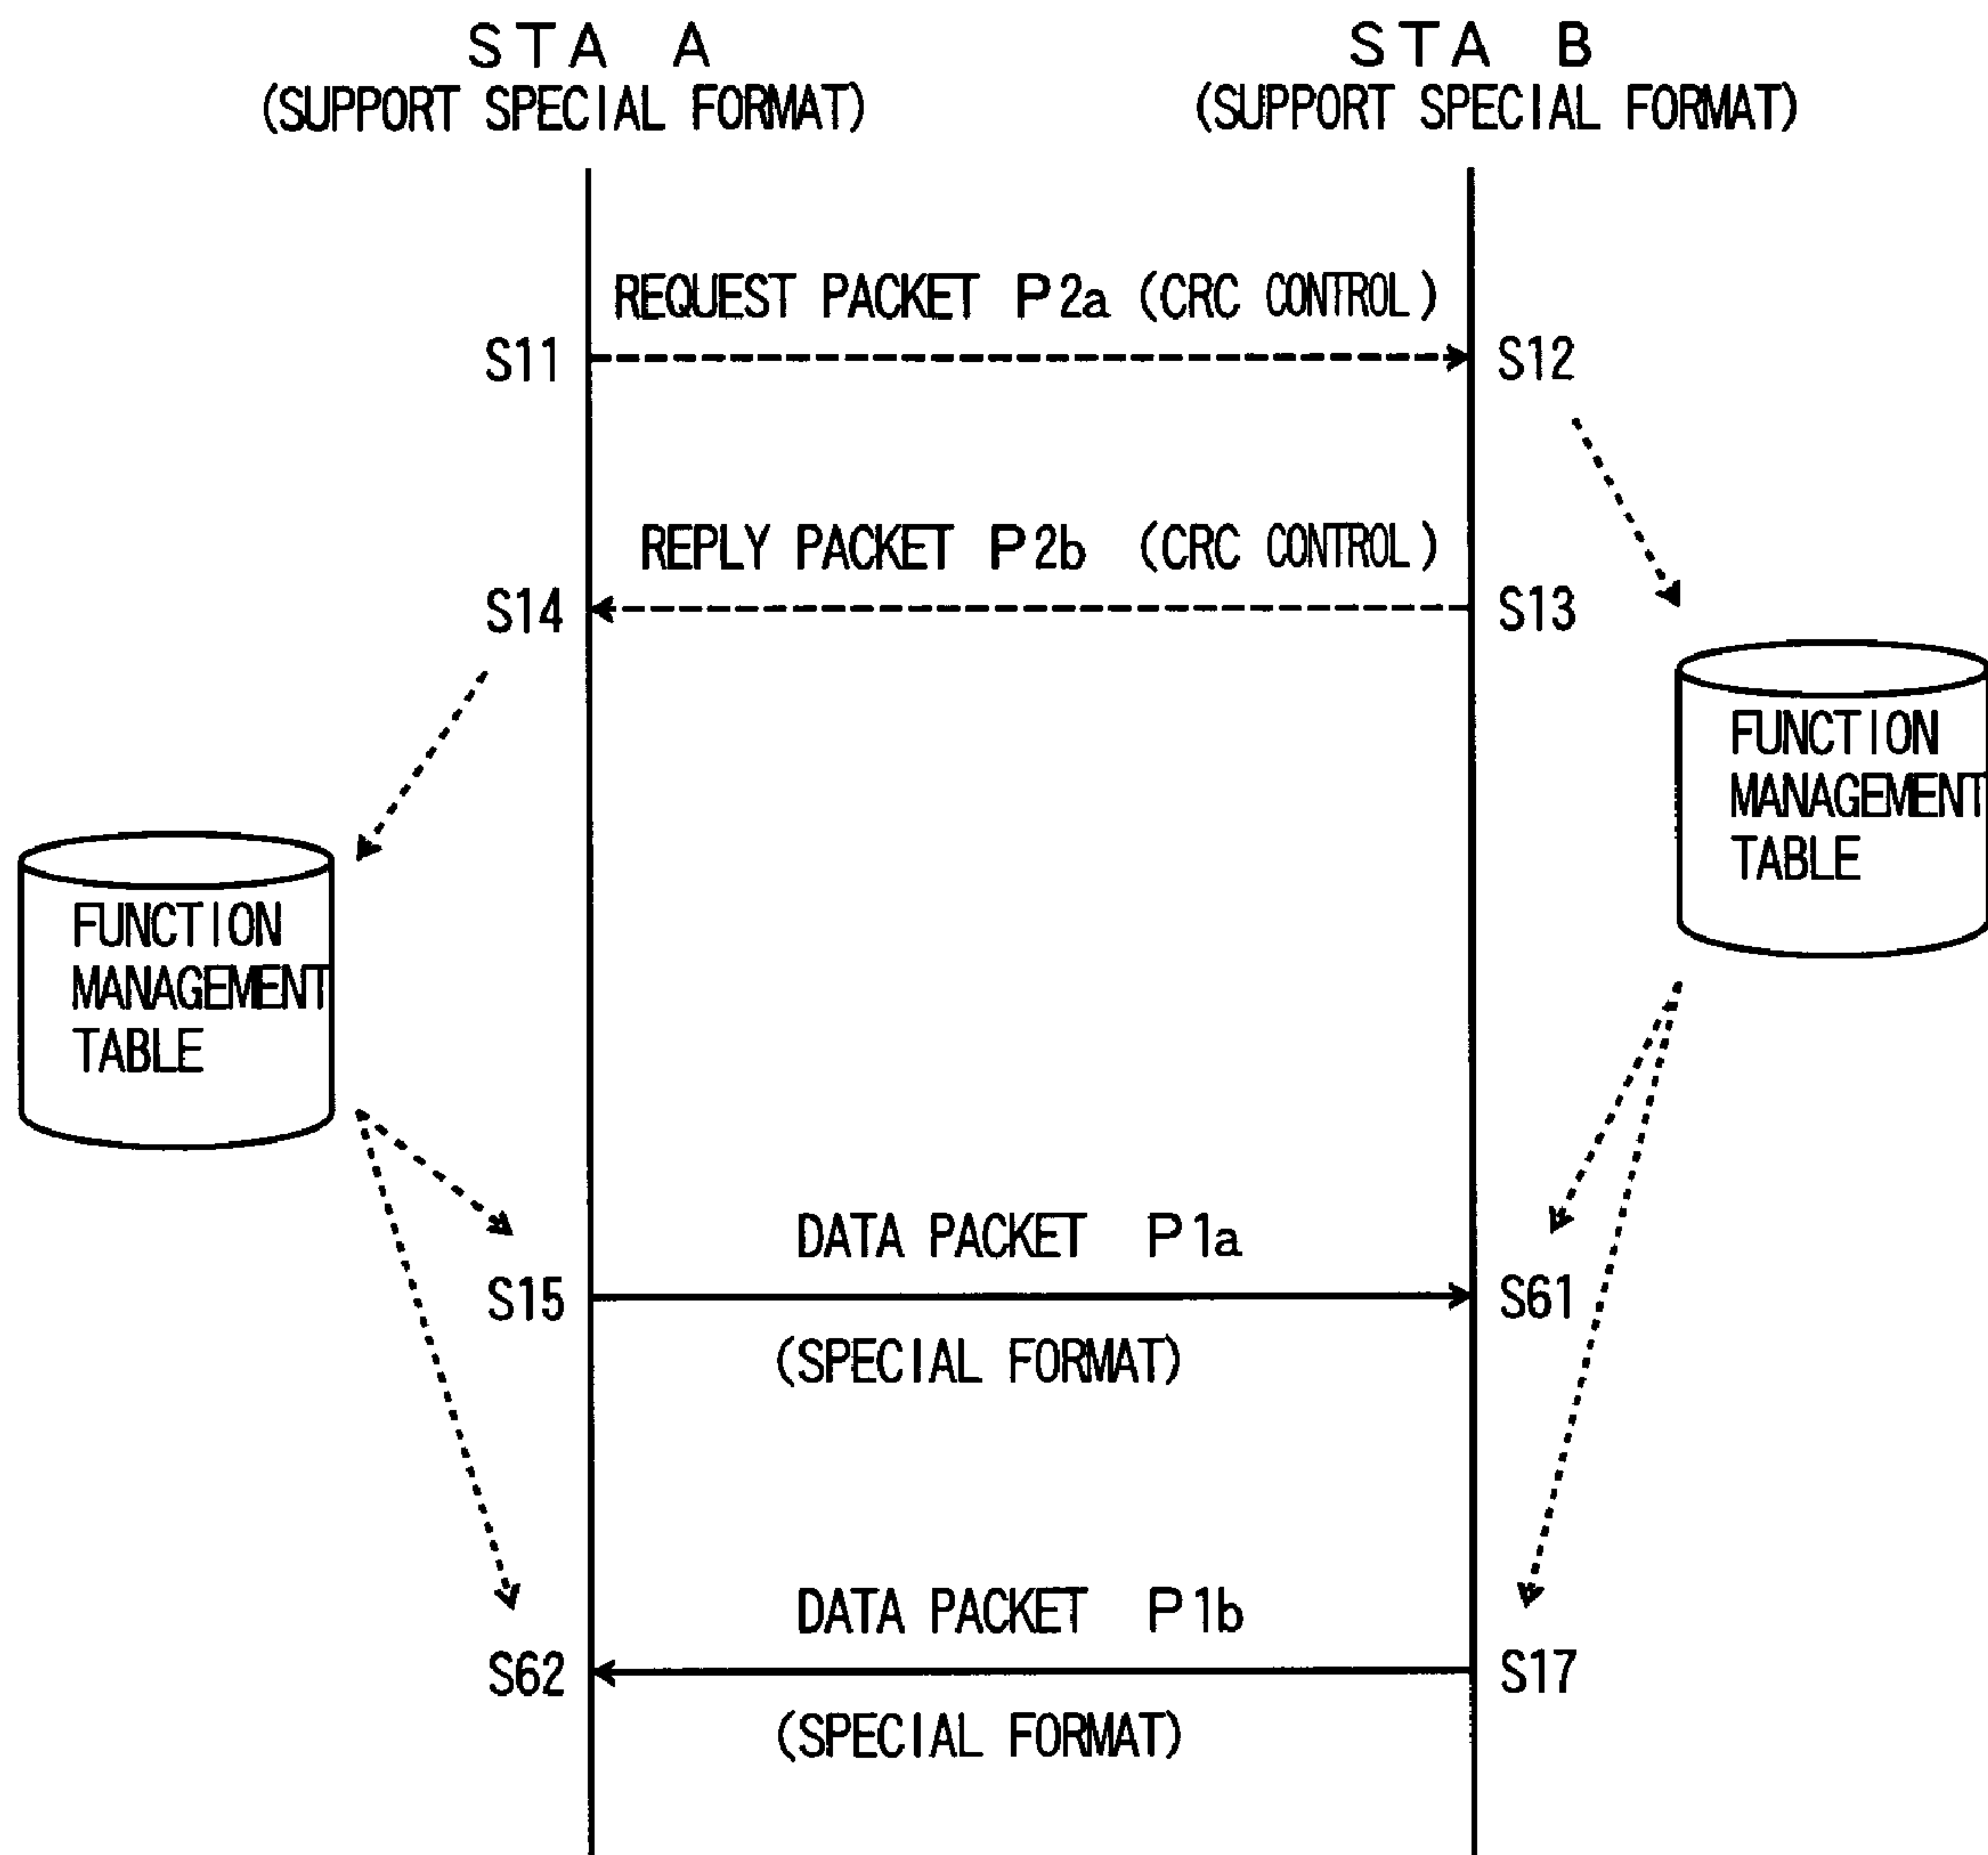 STA A
(SUPPORT SPECIAL FORMAT)
STA B
(SUPPORT SPECIAL FORMAT)
REQUEST PACKET P2a (CRC CONTROL)
S11
S12
REPLY PACKET P2b (CRC CONTROL)
S14
S13
FUNCTION
MANAGEMENT
TABLE
FUNCTION
MANAGEMENT
TABLE
DATA PACKET P1a
S15
S61
(SPECIAL FORMAT)
DATA PACKET P1b
S62
S17
(SPECIAL FORMAT)